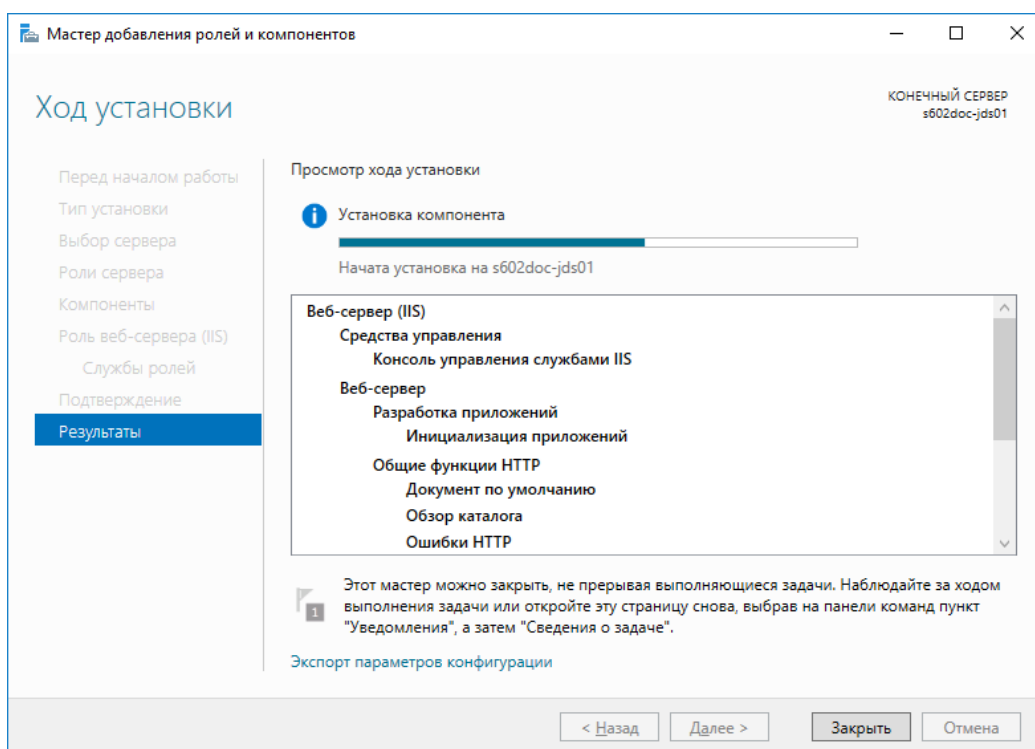 Мастер добавления ролей и компонентов
Ход установки
КОНЕЧНЫЙ СЕРВЕР
s602doc-jds01
Перед началом работы
Тип установки
Выбор сервера
Роли сервера
Компоненты
Роль веб-сервера (IIS)
Службы ролей
Подтверждение
Результаты
Просмотр хода установки
Установка компонента
Начата установка на s602doc-jds01
Веб-сервер (IIS)
Средства управления
Консоль управления службами IIS
Веб-сервер
Разработка приложений
Инициализация приложений
Общие функции HTTP
Документ по умолчанию
Обзор каталога
Ошибки HTTP
1
Этот мастер можно закрыть, не прерывая выполняющиеся задачи. Наблюдайте за ходом
выполнения задачи или откройте эту страницу снова, выбрав на панели команд пункт
"Уведомления", а затем "Сведения о задаче".
Экспорт параметров конфигурации
< Назад
Далее >
Закрыть
Отмена